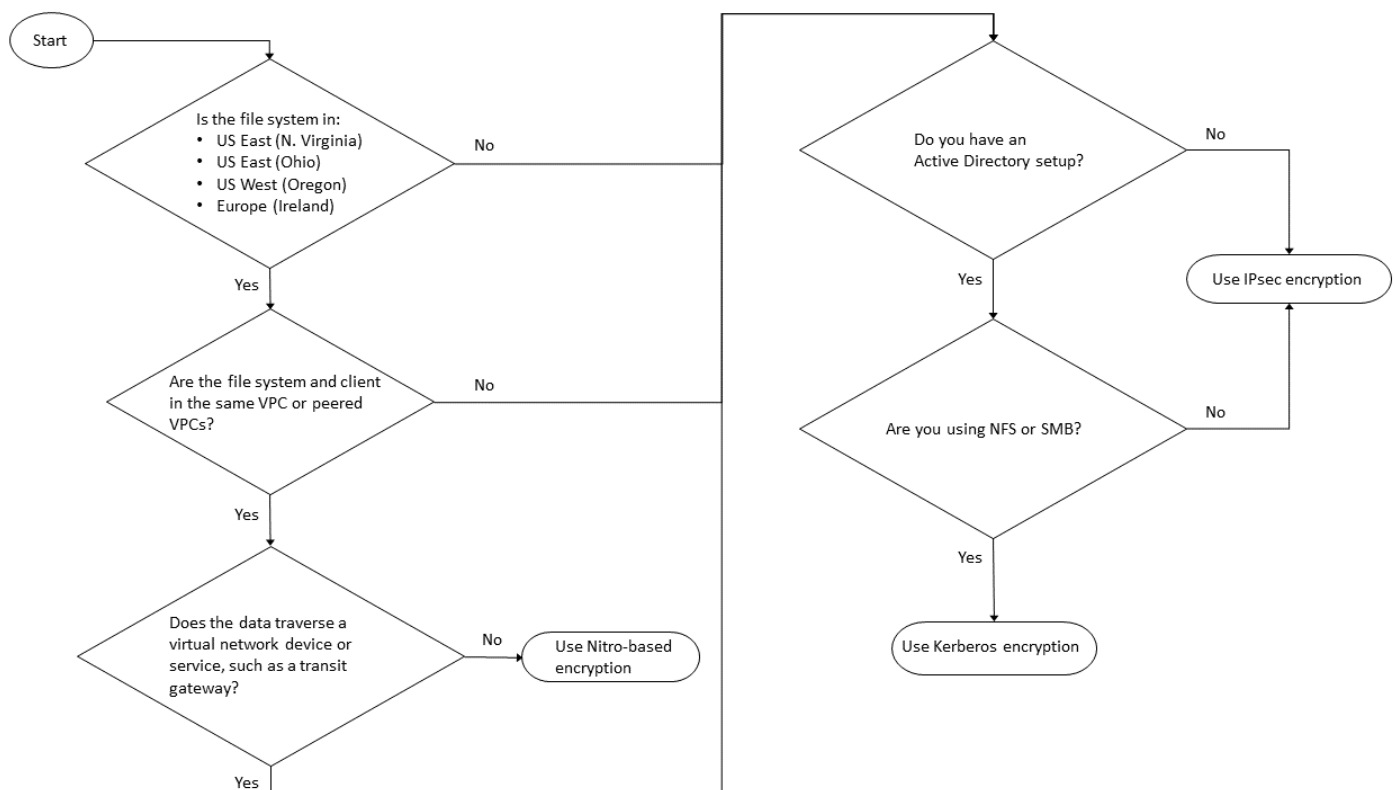 Start
Is the file system in:
• US East (N. Virginia)
• US East (Ohio)
• US West (Oregon)
• Europe (Ireland)
No
Yes
Are the file system and client
in the same VPC or peered
VPCs?
No
Yes
Does the data traverse a
virtual network device or
service, such as a transit
gateway?
No
Use Nitro-based
encryption
Yes
Do you have an
Active Directory setup?
No
Use IPsec encryption
Yes
Are you using NFS or SMB?
No
Yes
Use Kerberos encryption